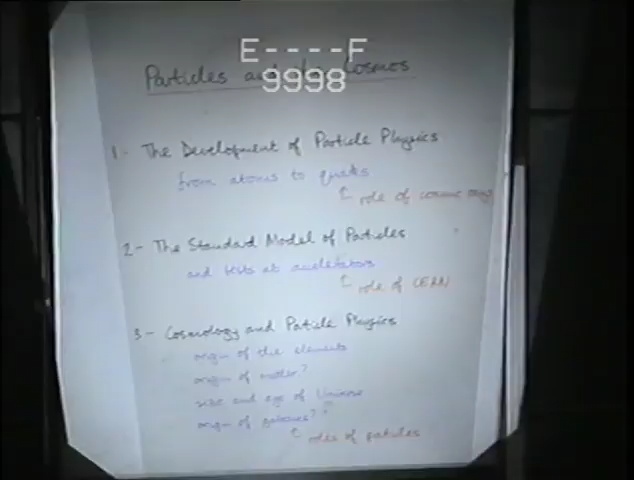 E----F
9998
Particles and the Cosmos
1- The Development of Particle Physics
from atoms to quarks
role of cosmic rays
2- The Standard Model of Particles
and tests at accelerators
role of CERN
3- Cosmology and Particle Physics
origin of the elements
origin of matter?
size and age of Universe
origin of galaxies?
roles of particles